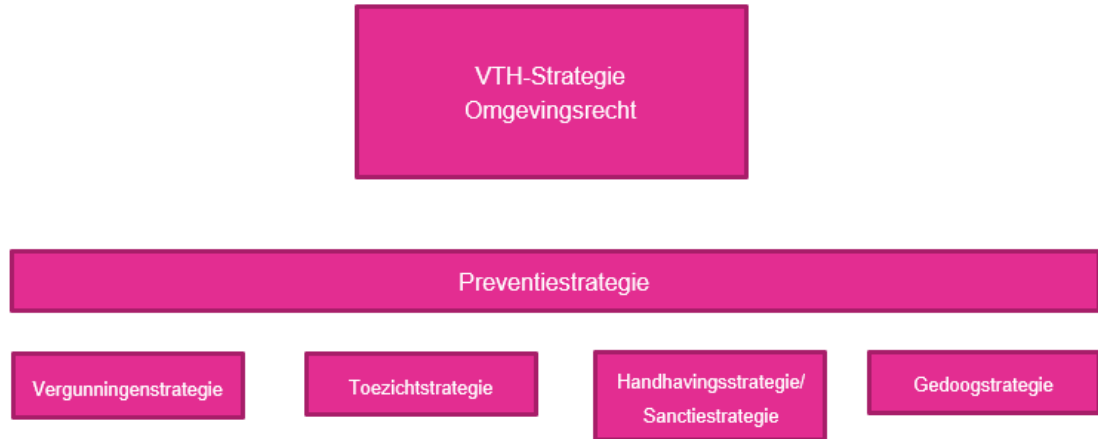 VTH-Strategie
Omgevingsrecht
Preventiestrategie
Vergunningenstrategie
Toezichtstrategie
Handhavingsstrategie/
Sanctiestrategie
Gedoogstrategie